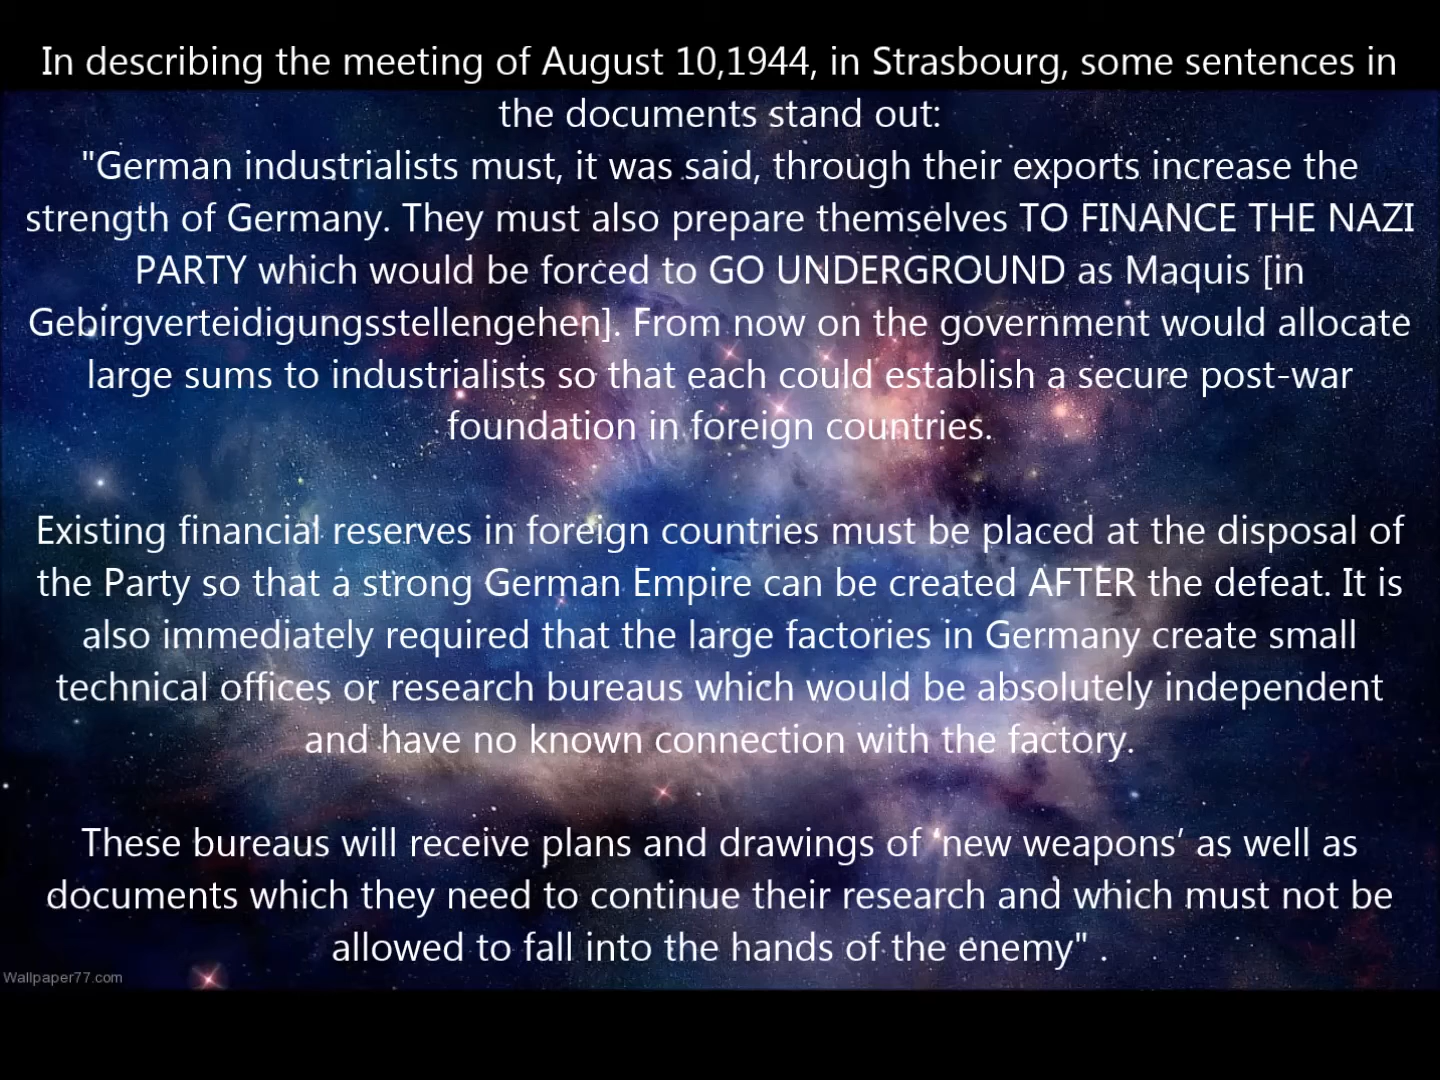 In describing the meeting of August 10,1944, in Strasbourg, some sentences in
the documents stand out:
"German industrialists must, it was said, through their exports increase the
strength of Germany. They must also prepare themselves TO FINANCE THE NAZI
PARTY which would be forced to GO UNDERGROUND as Maquis [in
Gebirgverteidigungsstellengehen]. From now on the government would allocate
large sums to industrialists so that each could establish a secure post-war
foundation in foreign countries.
Existing financial reserves in foreign countries must be placed at the disposal of
the Party so that a strong German Empire can be created AFTER the defeat. It is
also immediately required that the large factories in Germany create small
technical offices or research bureaus which would be absolutely independent
and have no known connection with the factory.
These bureaus will receive plans and drawings of ‘new weapons’ as well as
documents which they need to continue their research and which must not be
allowed to fall into the hands of the enemy" .
Wallpaper77.com